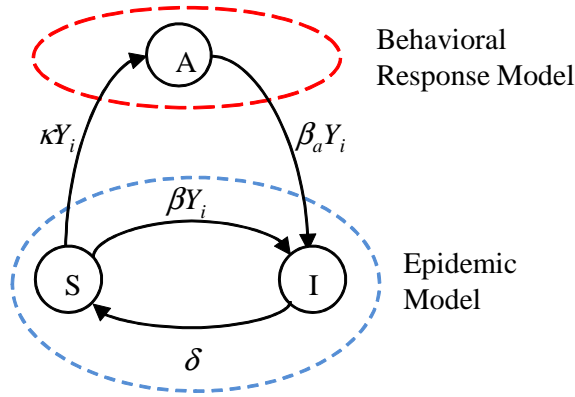 A
Behavioral
Response Model
κY_i
β_aY_i
βY_i
S
I
Epidemic
Model
δ